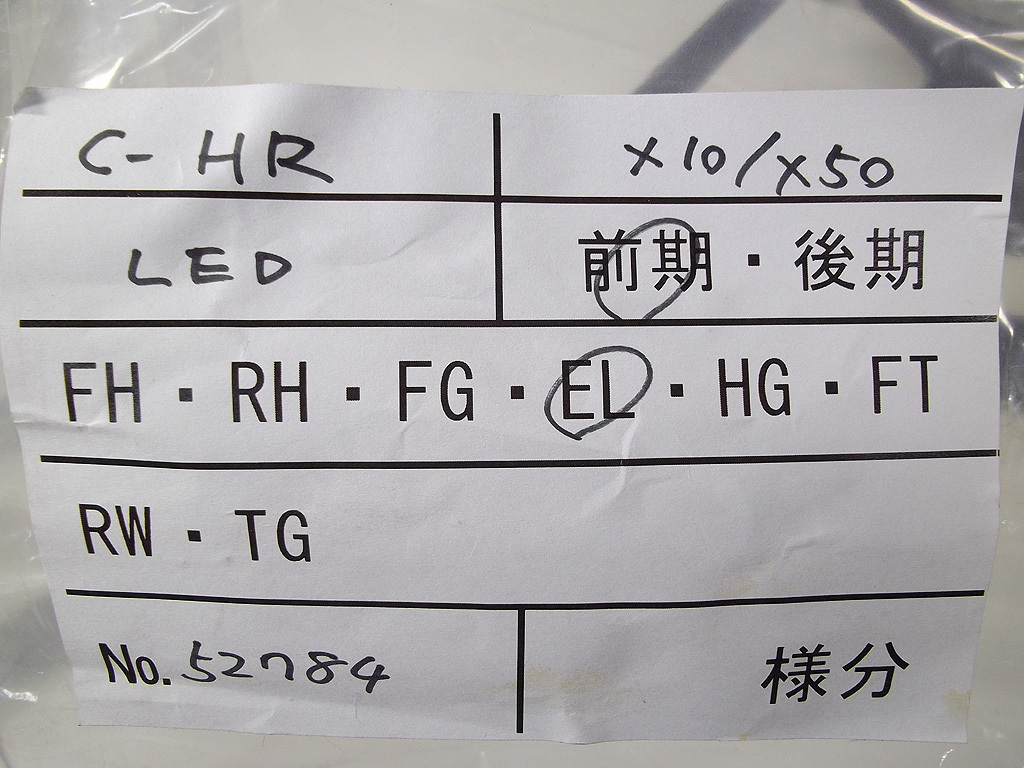 C-HR X10/X50
LED 前期・後期
FH・RH・FG・EL・HG・FT
RW・TG
No.52784 様分